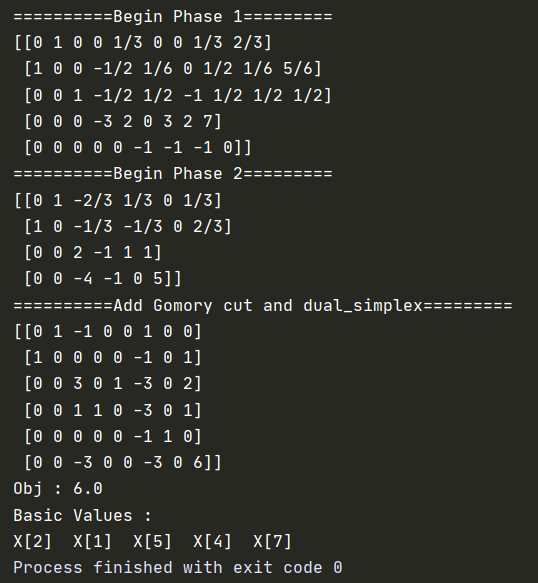 ==========Begin Phase 1=========
[[0 1 0 0 1/3 0 0 1/3 2/3]
[1 0 0 -1/2 1/6 0 1/2 1/6 5/6]
[0 0 1 -1/2 1/2 -1 1/2 1/2 1/2]
[0 0 0 -3 2 0 3 2 7]
[0 0 0 0 0 -1 -1 -1 0]]
==========Begin Phase 2=========
[[0 1 -2/3 1/3 0 1/3]
[1 0 -1/3 -1/3 0 2/3]
[0 0 2 -1 1 1]
[0 0 -4 -1 0 5]]
==========Add Gomory cut and dual_simplex=========
[[0 1 -1 0 0 1 0 0]
[1 0 0 0 0 -1 0 1]
[0 0 3 0 1 -3 0 2]
[0 0 1 1 0 -3 0 1]
[0 0 0 0 0 -1 1 0]
[0 0 -3 0 0 -3 0 6]]
Obj : 6.0
Basic Values :
X[2]  X[1]  X[5]  X[4]  X[7]
Process finished with exit code 0